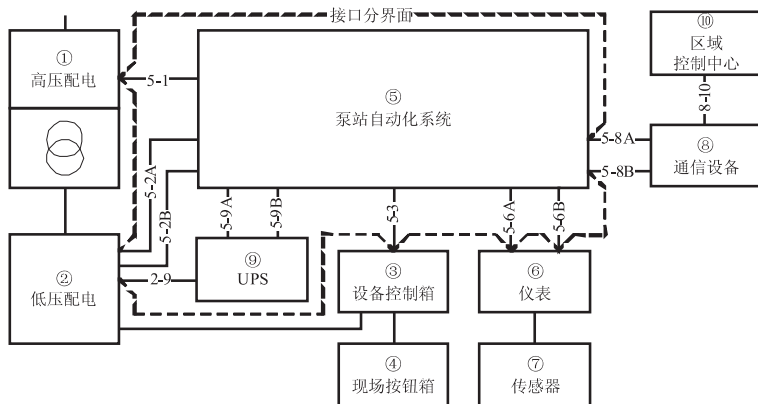 接口分界面
①
高压配电
5-1
⑤
泵站自动化系统
⑩
区域
控制中心
8-10
5-8A
5-8B
⑧
通信设备
5-2A
5-2B
5-9A
5-9B
5-3
5-6A
5-6B
②
低压配电
2-9
⑨
UPS
③
设备控制箱
⑥
仪表
④
现场按钮箱
⑦
传感器